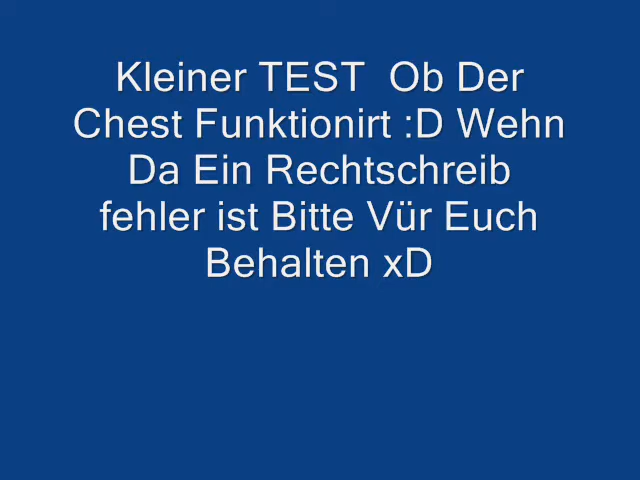 Kleiner TEST  Ob Der
Chest Funktionirt :D Wehn
Da Ein Rechtschreib
fehler ist Bitte Vür Euch
Behalten xD